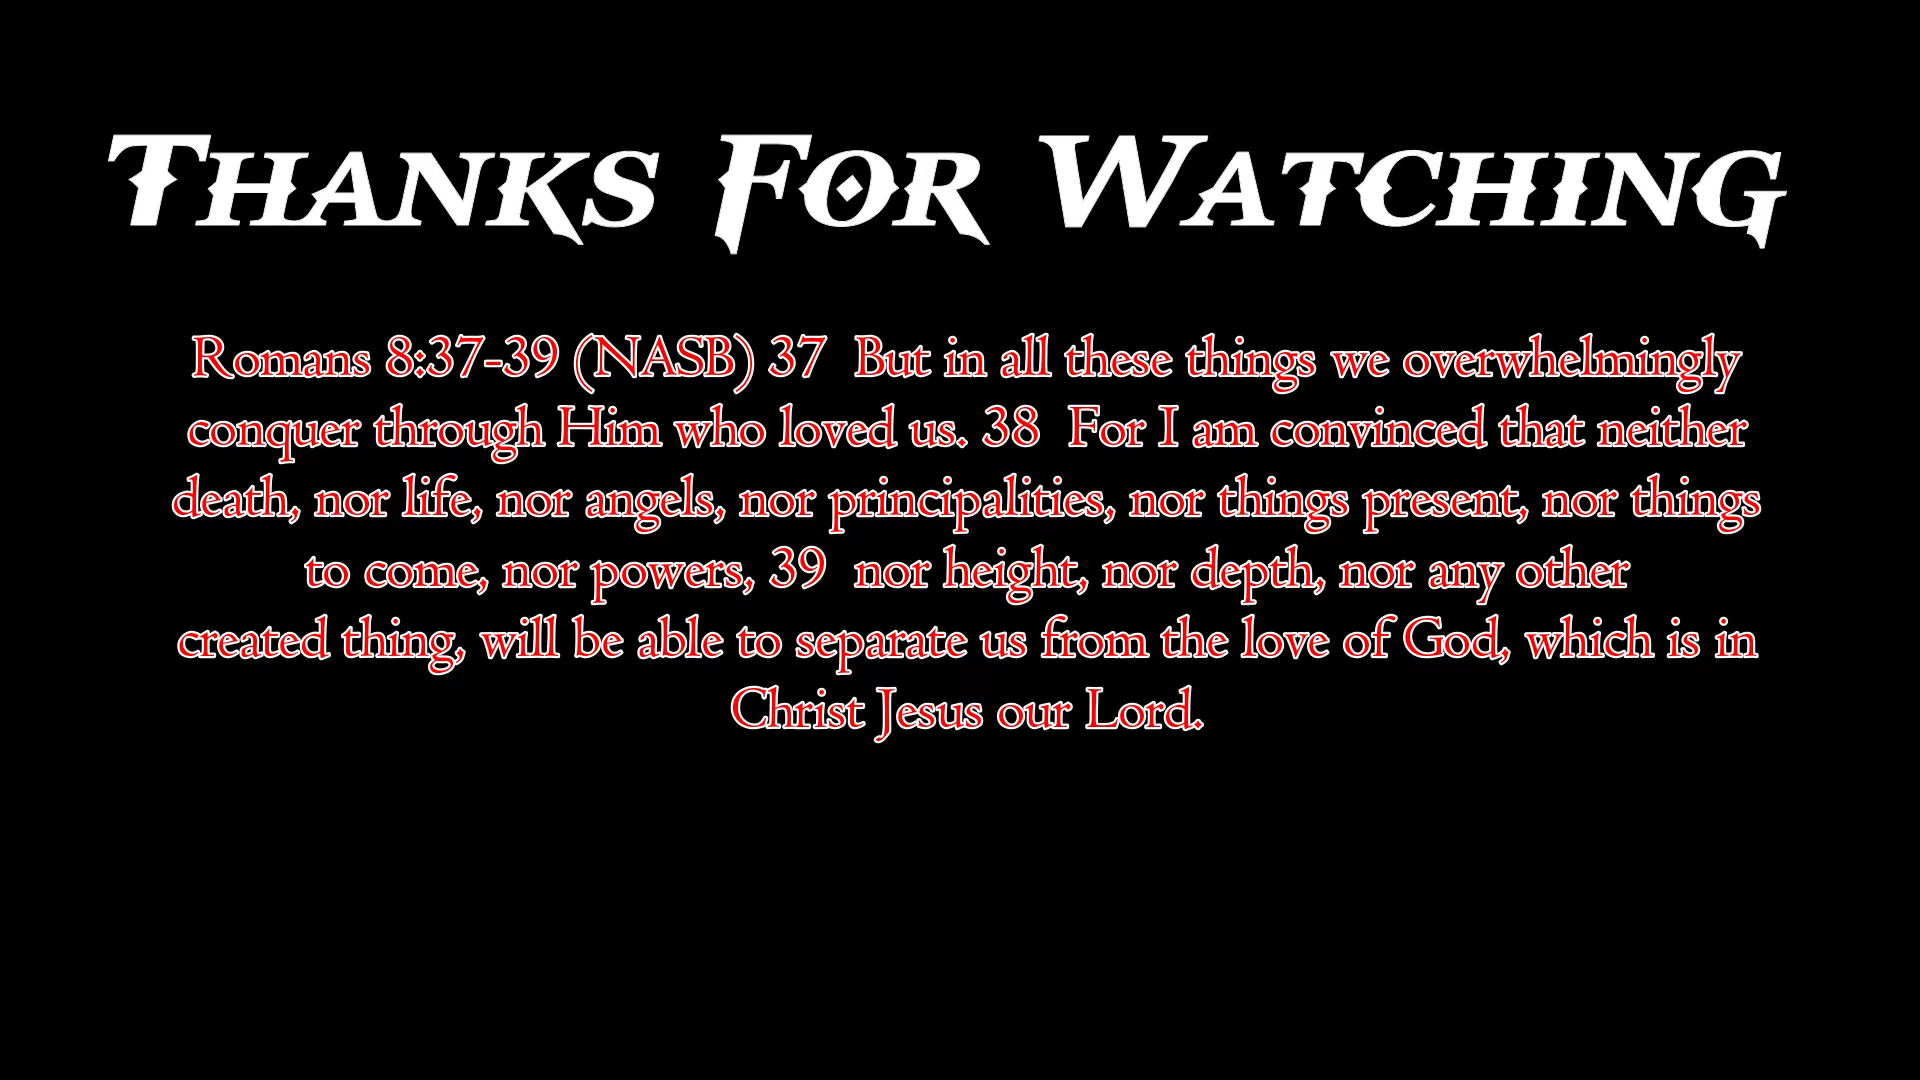 Thanks For Watching
Romans 8:37-39 (NASB) 37  But in all these things we overwhelmingly
conquer through Him who loved us. 38  For I am convinced that neither
death, nor life, nor angels, nor principalities, nor things present, nor things
to come, nor powers, 39  nor height, nor depth, nor any other
created thing, will be able to separate us from the love of God, which is in
Christ Jesus our Lord.